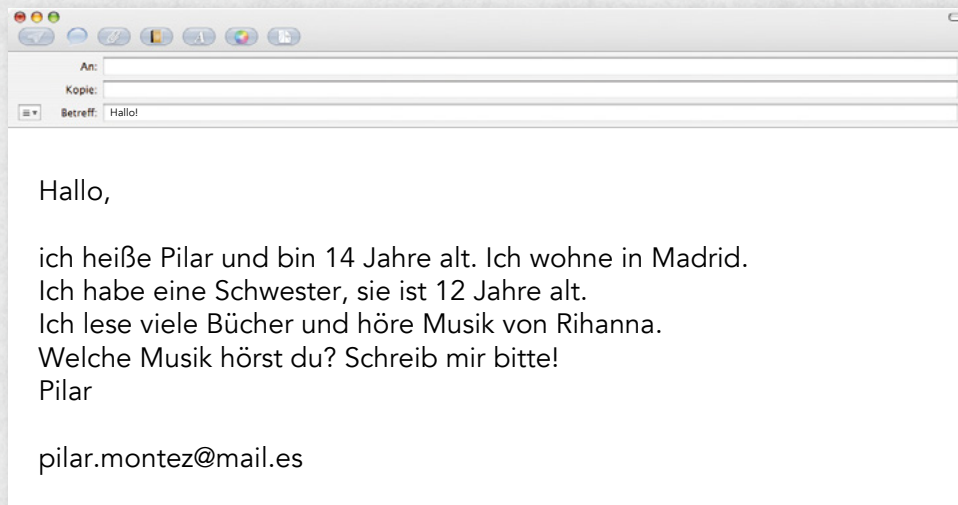 An:
Kopie:
Betreff: Hallo!
Hallo,
ich heiße Pilar und bin 14 Jahre alt. Ich wohne in Madrid.
Ich habe eine Schwester, sie ist 12 Jahre alt.
Ich lese viele Bücher und höre Musik von Rihanna.
Welche Musik hörst du? Schreib mir bitte!
Pilar
pilar.montez@mail.es